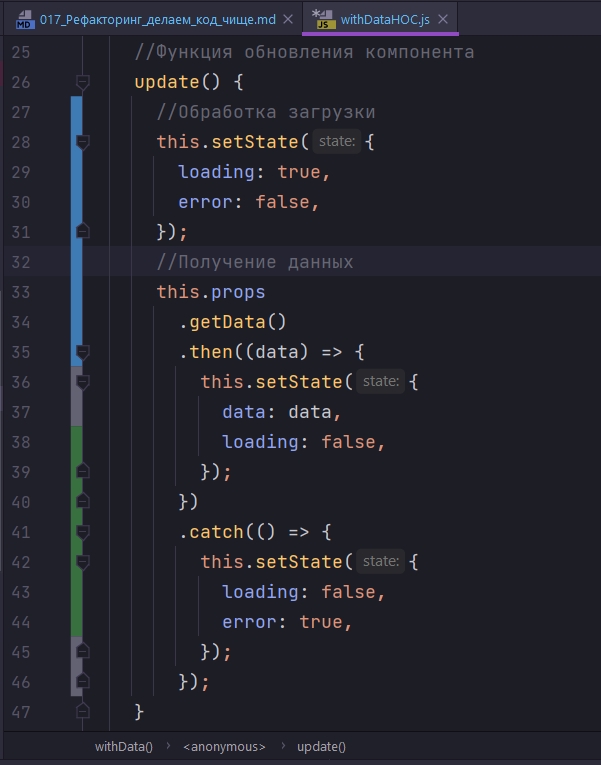 017_Рефакторинг_делаем_код_чище.md
withDataHOC.js
25 //Функция обновления компонента
26 update() {
27 //Обработка загрузки
28 this.setState( state: {
29 loading: true,
30 error: false,
31 });
32 //Получение данных
33 this.props
34 .getData()
35 .then((data) => {
36 this.setState( state: {
37 data: data,
38 loading: false,
39 });
40 })
41 .catch(() => {
42 this.setState( state: {
43 loading: false,
44 error: true,
45 });
46 });
47 }
withData() › <anonymous> › update()